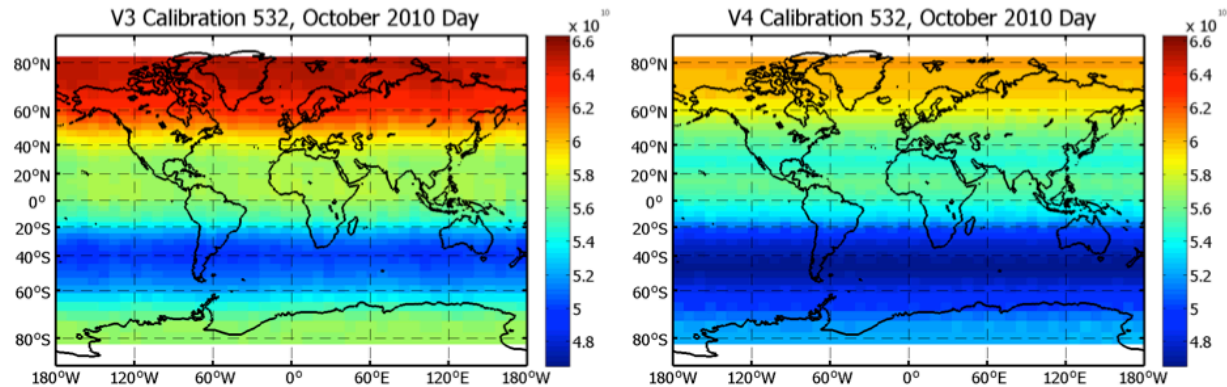 V3 Calibration 532, October 2010 Day
x 10¹⁰
80°N
60°N
40°N
20°N
0°
20°S
40°S
60°S
80°S
180°W 120°W 60°W 0° 60°E 120°E 180°W
6.6
6.4
6.2
6
5.8
5.6
5.4
5.2
5
4.8
V4 Calibration 532, October 2010 Day
x 10¹⁰
80°N
60°N
40°N
20°N
0°
20°S
40°S
60°S
80°S
180°W 120°W 60°W 0° 60°E 120°E 180°W
6.6
6.4
6.2
6
5.8
5.6
5.4
5.2
5
4.8